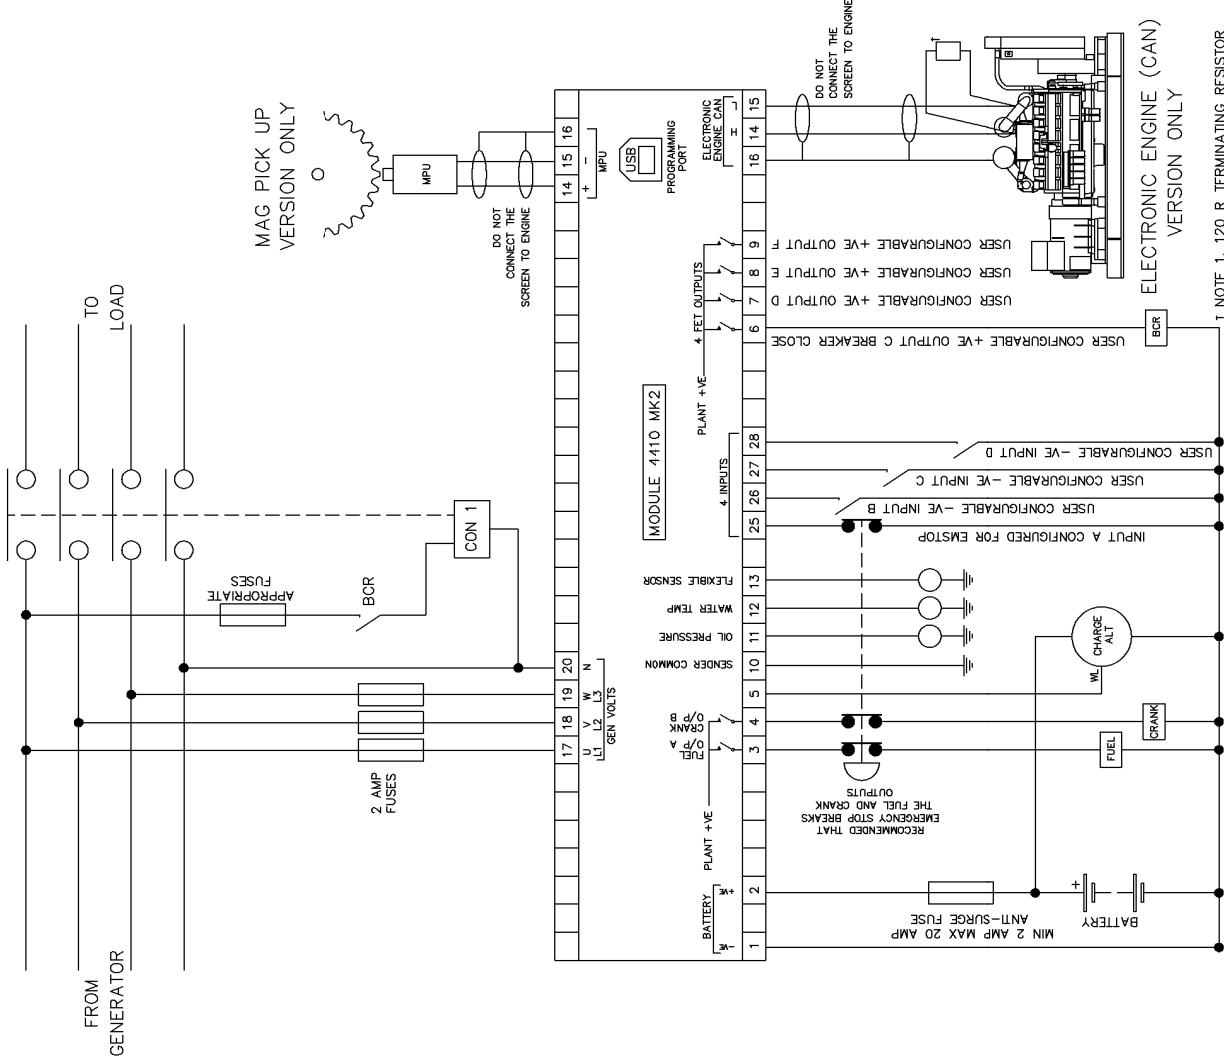 MAG PICK UP
VERSION ONLY
MPU
DO NOT
CONNECT THE
SCREEN TO ENGINE
14 15 16
+ -
MPU
USB
PROGRAMMING
PORT
ELECTRONIC
ENGINE CAN
H L
16 14 15
DO NOT
CONNECT THE
SCREEN TO ENGINE
T
ELECTRONIC ENGINE (CAN)
VERSION ONLY
T NOTE 1. 120 R TERMINATING RESISTOR
TO
LOAD
FROM
GENERATOR
APPROPRIATE
FUSES
BCR
CON 1
2 AMP
FUSES
17 18 19 20
U V W N
L1 L2 L3
GEN VOLTS
MODULE 4410 MK2
PLANT +VE
4 FET OUTPUTS
6 7 8 9
USER CONFIGURABLE +VE OUTPUT F
USER CONFIGURABLE +VE OUTPUT E
USER CONFIGURABLE +VE OUTPUT D
USER CONFIGURABLE +VE OUTPUT C BREAKER CLOSE
BCR
4 INPUTS
25 26 27 28
USER CONFIGURABLE -VE INPUT D
USER CONFIGURABLE -VE INPUT C
USER CONFIGURABLE -VE INPUT B
INPUT A CONFIGURED FOR EMSTOP
FLEXIBLE SENSOR
13
WATER TEMP
12
OIL PRESSURE
11
SENDER COMMON
10
5
CHARGE
ALT
WL
CRANK
O/P B
4
FUEL
O/P A
3
CRANK
FUEL
PLANT +VE
RECOMMENDED THAT
EMERGENCY STOP BREAKS
THE FUEL AND CRANK
OUTPUTS
BATTERY
-VE +VE
1 2
MIN 2 AMP MAX 20 AMP
ANTI-SURGE FUSE
+
BATTERY